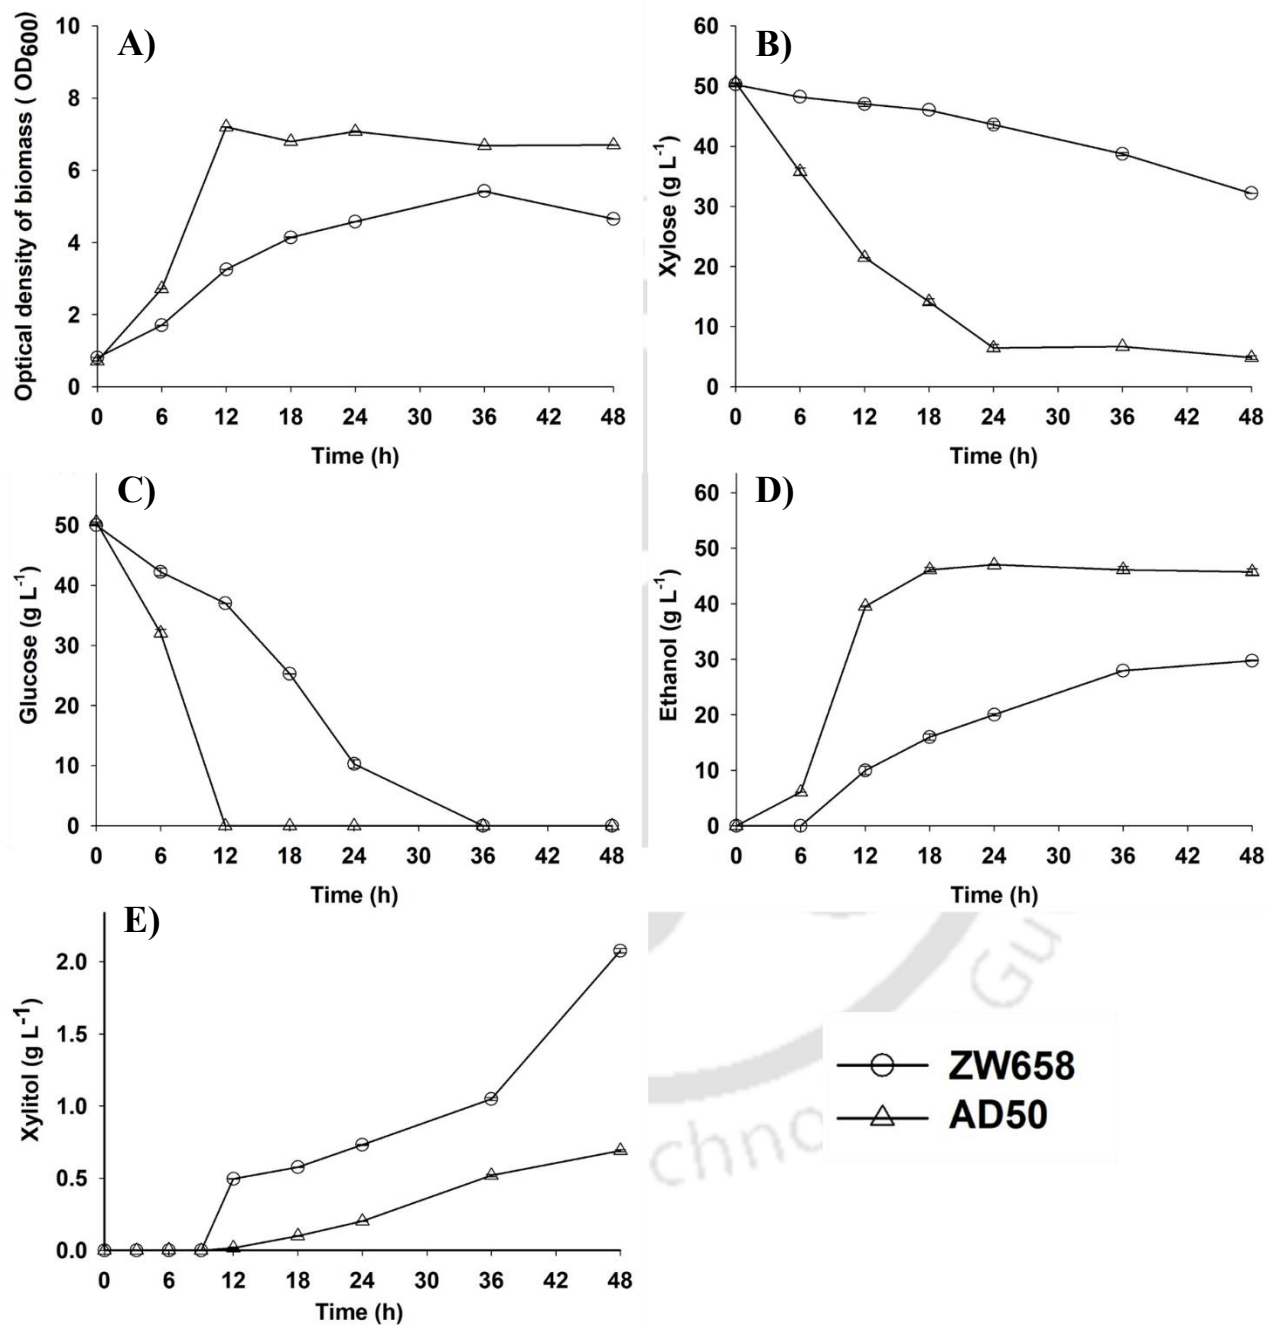 A)
Optical density of biomass ( OD600)
10
8
6
4
2
0
0 6 12 18 24 30 36 42 48
Time (h)
B)
Xylose (g L-1)
60
50
40
30
20
10
0
0 6 12 18 24 30 36 42 48
Time (h)
C)
Glucose (g L-1)
50
40
30
20
10
0
0 6 12 18 24 30 36 42 48
Time (h)
D)
Ethanol (g L-1)
60
50
40
30
20
10
0
0 6 12 18 24 30 36 42 48
Time (h)
E)
Xylitol (g L-1)
2.0
1.5
1.0
0.5
0.0
0 6 12 18 24 30 36 42 48
Time (h)
Gu
chno
ZW658
AD50